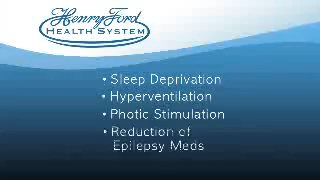 Henry Ford
HEALTH SYSTEM
• Sleep Deprivation
• Hyperventilation
• Photic Stimulation
• Reduction of
Epilepsy Meds